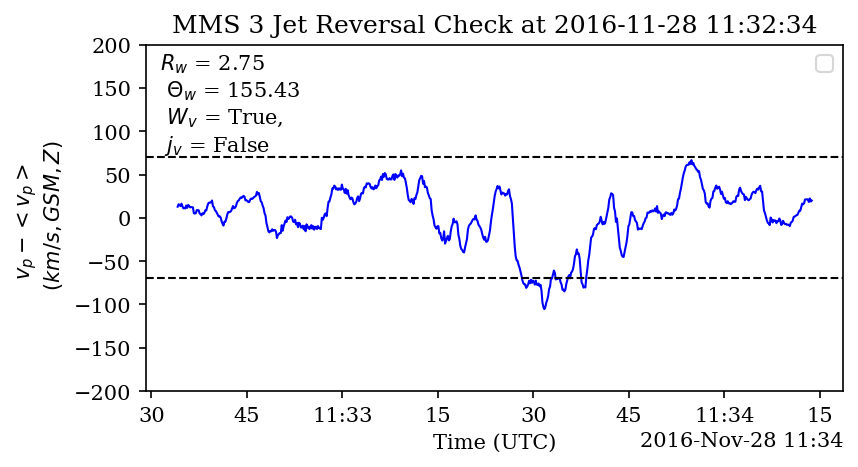 MMS 3 Jet Reversal Check at 2016-11-28 11:32:34
200
150
100
50
0
−50
−100
−150
−200
v_p − < v_p >
(km/s, GSM, Z)
R_w = 2.75
Θ_w = 155.43
W_v = True,
j_v = False
30 45 11:33 15 30 45 11:34 15
Time (UTC)
2016-Nov-28 11:34